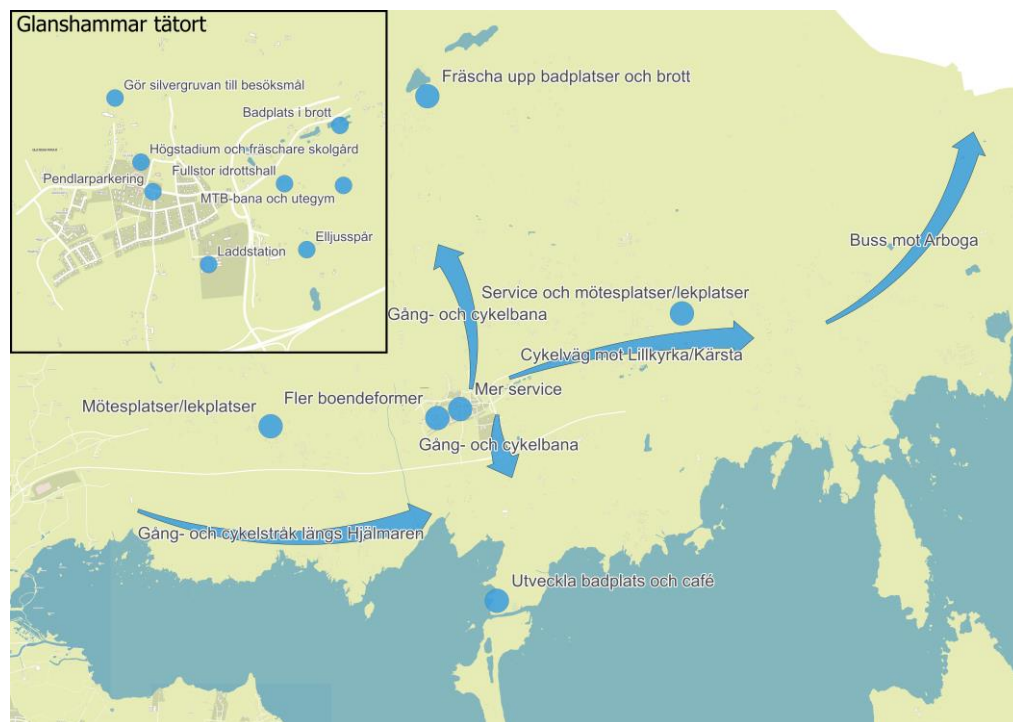 Glanshammar tätort
Gör silvergruvan till besöksmål
Badplats i brott
Högstadium och fräschare skolgård
Fullstor idrottshall
Pendlarparkering
MTB-bana och utegym
Elljusspår
Laddstation
Fräscha upp badplatser och brott
Buss mot Arboga
Service och mötesplatser/lekplatser
Gång- och cykelbana
Cykelväg mot Lillkyrka/Kärsta
Mer service
Fler boendeformer
Mötesplatser/lekplatser
Gång- och cykelbana
Gång- och cykelstråk längs Hjälmaren
Utveckla badplats och café